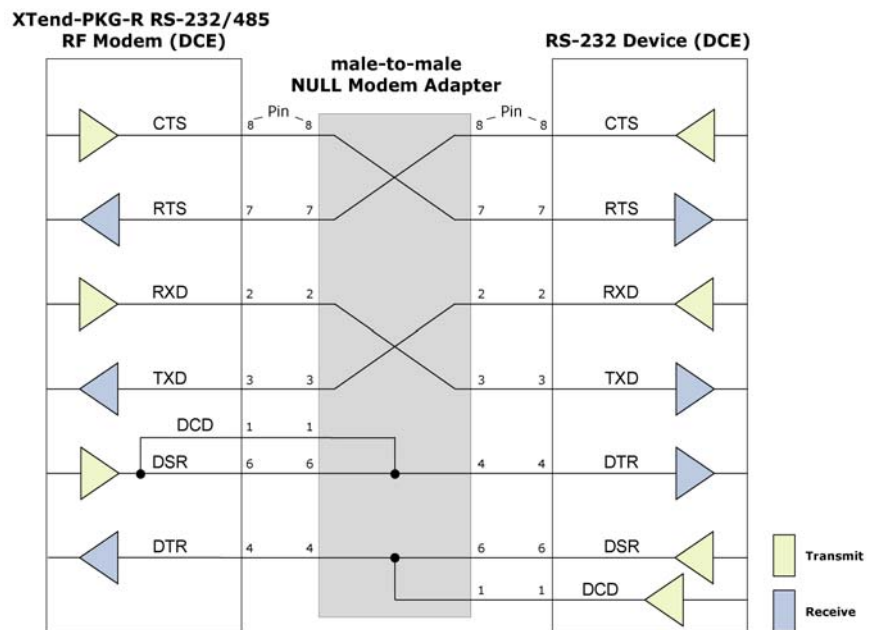 XTend-PKG-R RS-232/485
RF Modem (DCE)
male-to-male
NULL Modem Adapter
RS-232 Device (DCE)
CTS 8 Pin 8 8 Pin 8 CTS
RTS 7 7 7 7 RTS
RXD 2 2 2 2 RXD
TXD 3 3 3 3 TXD
DCD 1 1
DSR 6 6 4 4 DTR
DTR 4 4 6 6 DSR
1 1 DCD
Transmit
Receive